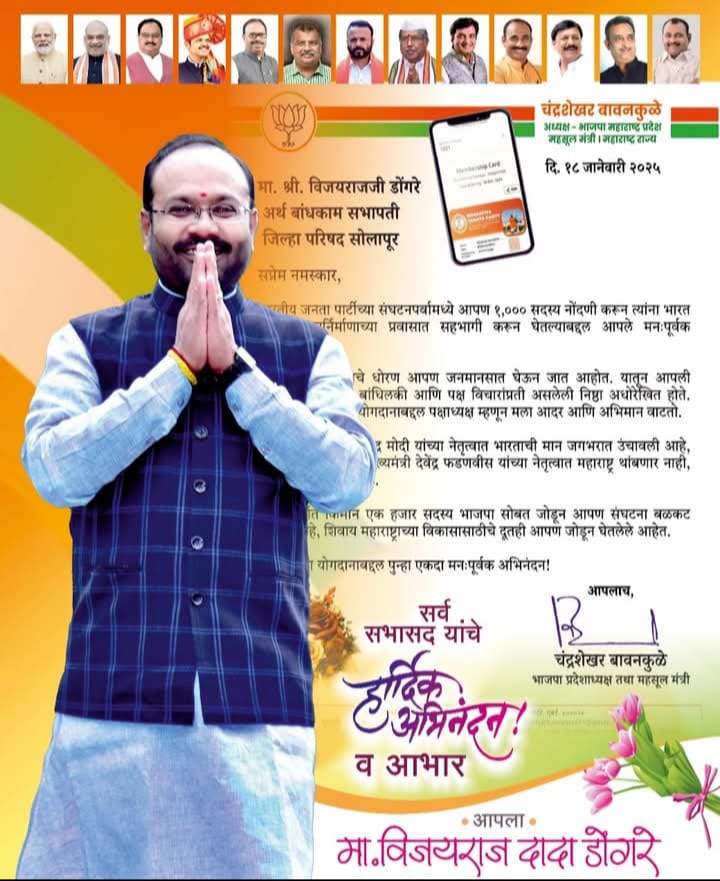 चंद्रशेखर बावनकुळे
अध्यक्ष - भाजपा महाराष्ट्र प्रदेश
महसूल मंत्री । महाराष्ट्र राज्य
Membership Card
दि. १८ जानेवारी २०२५
मा. श्री. विजयराजजी डोंगरे
अर्थ बांधकाम सभापती
जिल्हा परिषद सोलापूर
सप्रेम नमस्कार,
जनता पार्टीच्या संघटनपर्वामध्ये आपण १,००० सदस्य नोंदणी करून त्यांना भारत
प्रवासात सहभागी करून घेतल्याबद्दल आपले मनःपूर्वक
चे धोरण आपण जनमानसात घेऊन जात आहोत. यातून आपली
बांधिलकी आणि पक्ष विचारांप्रती असलेली निष्ठा अधोरेखित होते.
योगदानाबद्दल पक्षाध्यक्ष म्हणून मला आदर आणि अभिमान वाटतो.
मोदी यांच्या नेतृत्वात भारताची मान जगभरात उंचावली आहे,
देवेंद्र फडणवीस यांच्या नेतृत्वात महाराष्ट्र थांबणार नाही,
एक हजार सदस्य भाजपा सोबत जोडून आपण संघटना बळकट
हे, शिवाय महाराष्ट्राच्या विकासासाठीचे दूतही आपण जोडून घेतलेले आहेत.
योगदानाबद्दल पुन्हा एकदा मनःपूर्वक अभिनंदन!
आपलाच,
चंद्रशेखर बावनकुळे
भाजपा प्रदेशाध्यक्ष तथा महसूल मंत्री
सर्व
सभासद यांचे
हार्दिक
अभिनंदन!
व आभार
• आपला •
मा.विजयराज दादा डोंगरे